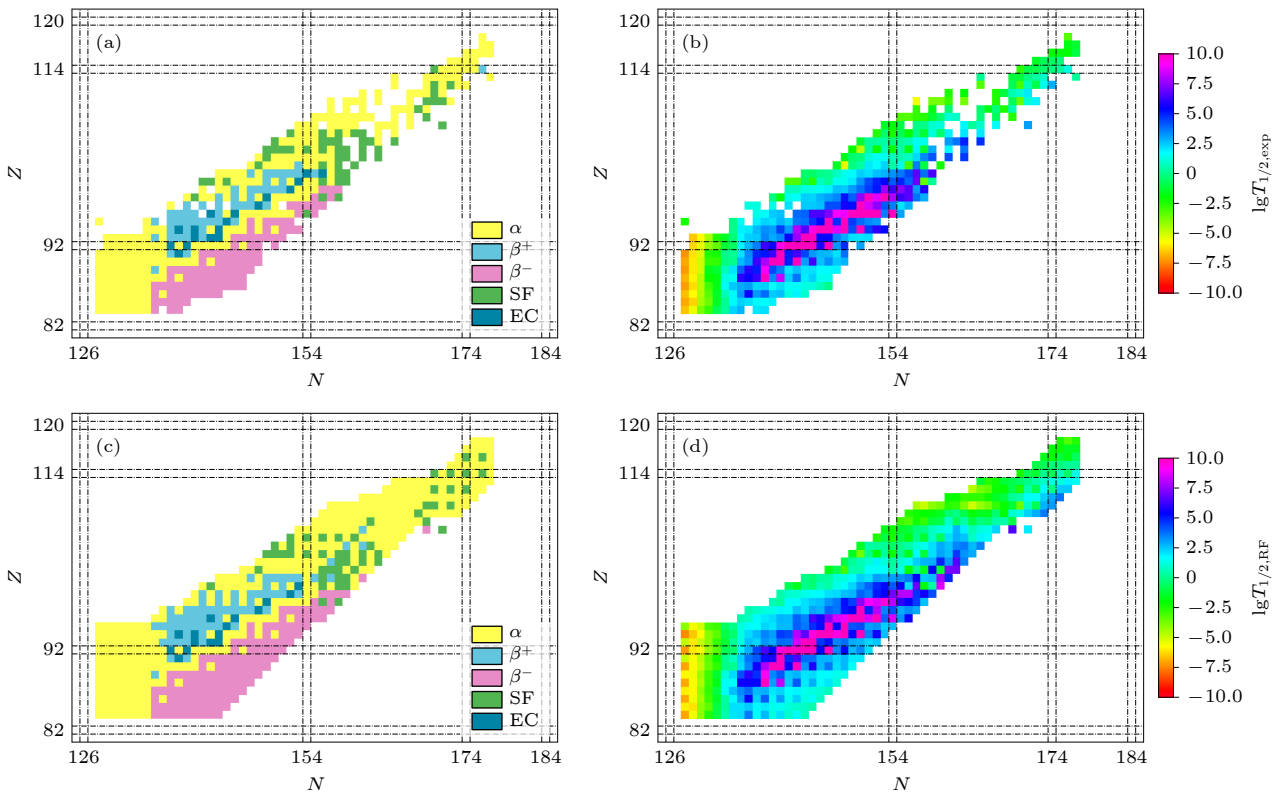 120
114
92
82
(a)
Z
α
β⁺
β⁻
SF
EC
126
154
174
184
N
120
114
92
82
(b)
Z
126
154
174
184
N
10.0
7.5
5.0
2.5
0
−2.5
−5.0
−7.5
−10.0
lgT1/2,exp
120
114
92
82
(c)
Z
α
β⁺
β⁻
SF
EC
126
154
174
184
N
120
114
92
82
(d)
Z
126
154
174
184
N
10.0
7.5
5.0
2.5
0
−2.5
−5.0
−7.5
−10.0
lgT1/2,RF